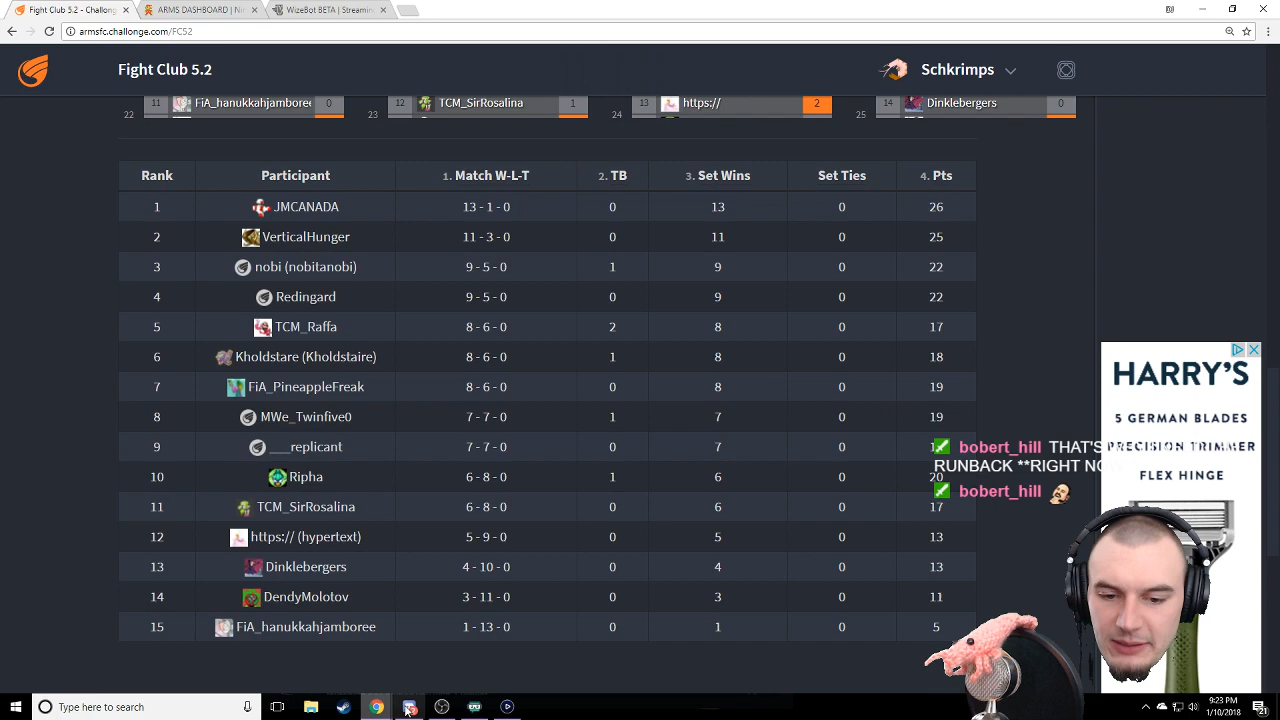 Fight Club 5.2 - Challong
ARMS DASHBOARD | Ni
WizeBot BETA | Streamin
armsfc.challonge.com/FC52
Fight Club 5.2
Schkrimps
22 11 FiA_hanukkahjamboree 0
23 12 TCM_SirRosalina 1
24 13 https:// 2
25 14 Dinklebergers 0
Rank Participant 1. Match W-L-T 2. TB 3. Set Wins Set Ties 4. Pts
1 JMCANADA 13 - 1 - 0 0 13 0 26
2 VerticalHunger 11 - 3 - 0 0 11 0 25
3 nobi (nobitanobi) 9 - 5 - 0 1 9 0 22
4 Redingard 9 - 5 - 0 0 9 0 22
5 TCM_Raffa 8 - 6 - 0 2 8 0 17
6 Kholdstare (Kholdstaire) 8 - 6 - 0 1 8 0 18
7 FiA_PineappleFreak 8 - 6 - 0 0 8 0 19
8 MWe_Twinfive0 7 - 7 - 0 1 7 0 19
9 ___replicant 7 - 7 - 0 0 7 0
10 Ripha 6 - 8 - 0 1 6 0 20
11 TCM_SirRosalina 6 - 8 - 0 0 6 0 17
12 https:// (hypertext) 5 - 9 - 0 0 5 0 13
13 Dinklebergers 4 - 10 - 0 0 4 0 13
14 DendyMolotov 3 - 11 - 0 0 3 0 11
15 FiA_hanukkahjamboree 1 - 13 - 0 0 1 0 5
HARRY'S
5 GERMAN BLADES
PRECISION TRIMMER
FLEX HINGE
bobert_hill THAT'S
RUNBACK **RIGHT
bobert_hill
Type here to search
9:23 PM
1/10/2018
21